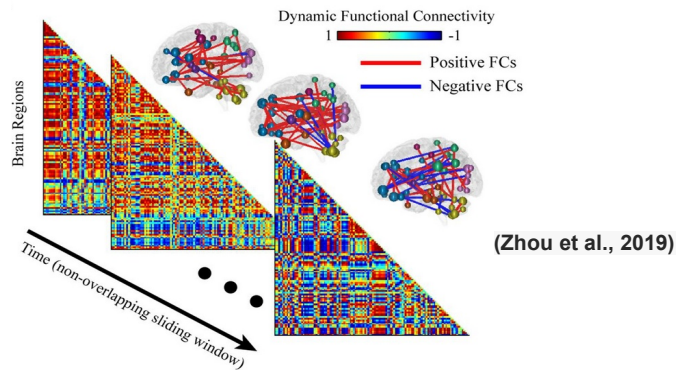 Dynamic Functional Connectivity
1 -1
Positive FCs
Negative FCs
Brain Regions
Time (non-overlapping sliding window)
(Zhou et al., 2019)